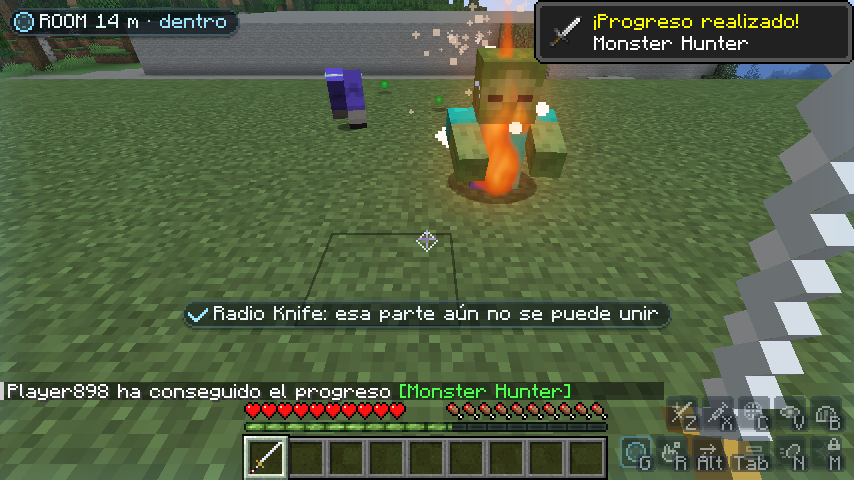 ROOM 14 m · dentro
¡Progreso realizado!
Monster Hunter
Radio Knife: esa parte aún no se puede unir
Player898 ha conseguido el progreso [Monster Hunter]
Z X C V B
G R Alt Tab N M